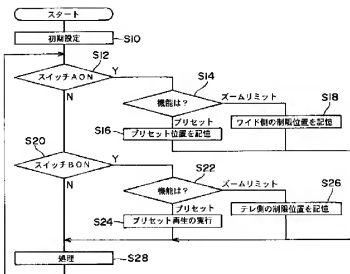 スタート
初期設定 S10
S12
スイッチAON Y
N
S14
機能は? ズームリミット
プリセット
S16 プリセット位置を記憶
S18
ワイド側の制限位置を記憶
S20
スイッチBON Y
N
S22
機能は? ズームリミット
プリセット
S24 プリセット再生の実行
S26
テレ側の制限位置を記憶
処理 S28